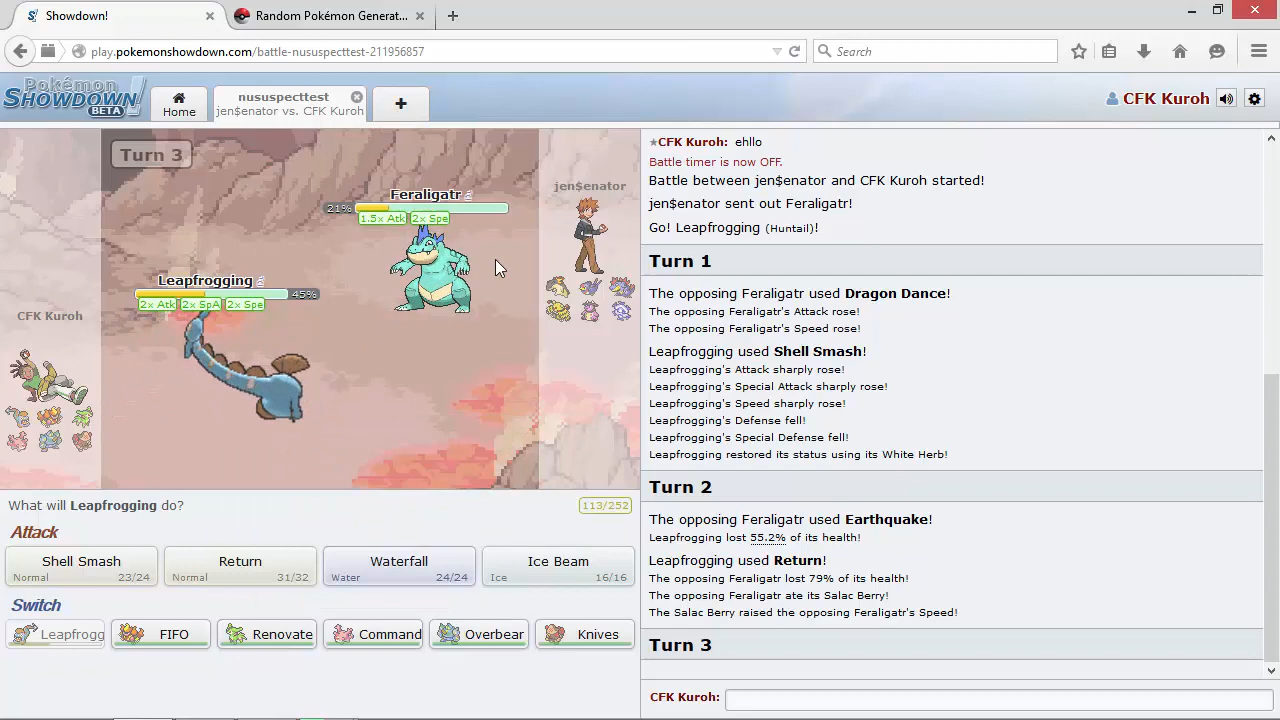 Showdown!
Random Pokémon Generat...
play.pokemonshowdown.com/battle-nususpecttest-211956857
Search
Pokémon
SHOWDOWN!
BETA
Home
nususpecttest
jen$enator vs. CFK Kuroh
CFK Kuroh
Turn 3
Feraligatr
21%
1.5x Atk 2x Spe
jen$enator
Leapfrogging
45%
2x Atk 2x SpA 2x Spe
CFK Kuroh
What will Leapfrogging do?
113/252
Attack
Shell Smash
Normal 23/24
Return
Normal 31/32
Waterfall
Water 24/24
Ice Beam
Ice 16/16
Switch
Leapfrogg
FIFO
Renovate
Command
Overbear
Knives
★CFK Kuroh: ehllo
Battle timer is now OFF.
Battle between jen$enator and CFK Kuroh started!
jen$enator sent out Feraligatr!
Go! Leapfrogging (Huntail)!
Turn 1
The opposing Feraligatr used Dragon Dance!
The opposing Feraligatr's Attack rose!
The opposing Feraligatr's Speed rose!
Leapfrogging used Shell Smash!
Leapfrogging's Attack sharply rose!
Leapfrogging's Special Attack sharply rose!
Leapfrogging's Speed sharply rose!
Leapfrogging's Defense fell!
Leapfrogging's Special Defense fell!
Leapfrogging restored its status using its White Herb!
Turn 2
The opposing Feraligatr used Earthquake!
Leapfrogging lost 55.2% of its health!
Leapfrogging used Return!
The opposing Feraligatr lost 79% of its health!
The opposing Feraligatr ate its Salac Berry!
The Salac Berry raised the opposing Feraligatr's Speed!
Turn 3
CFK Kuroh: